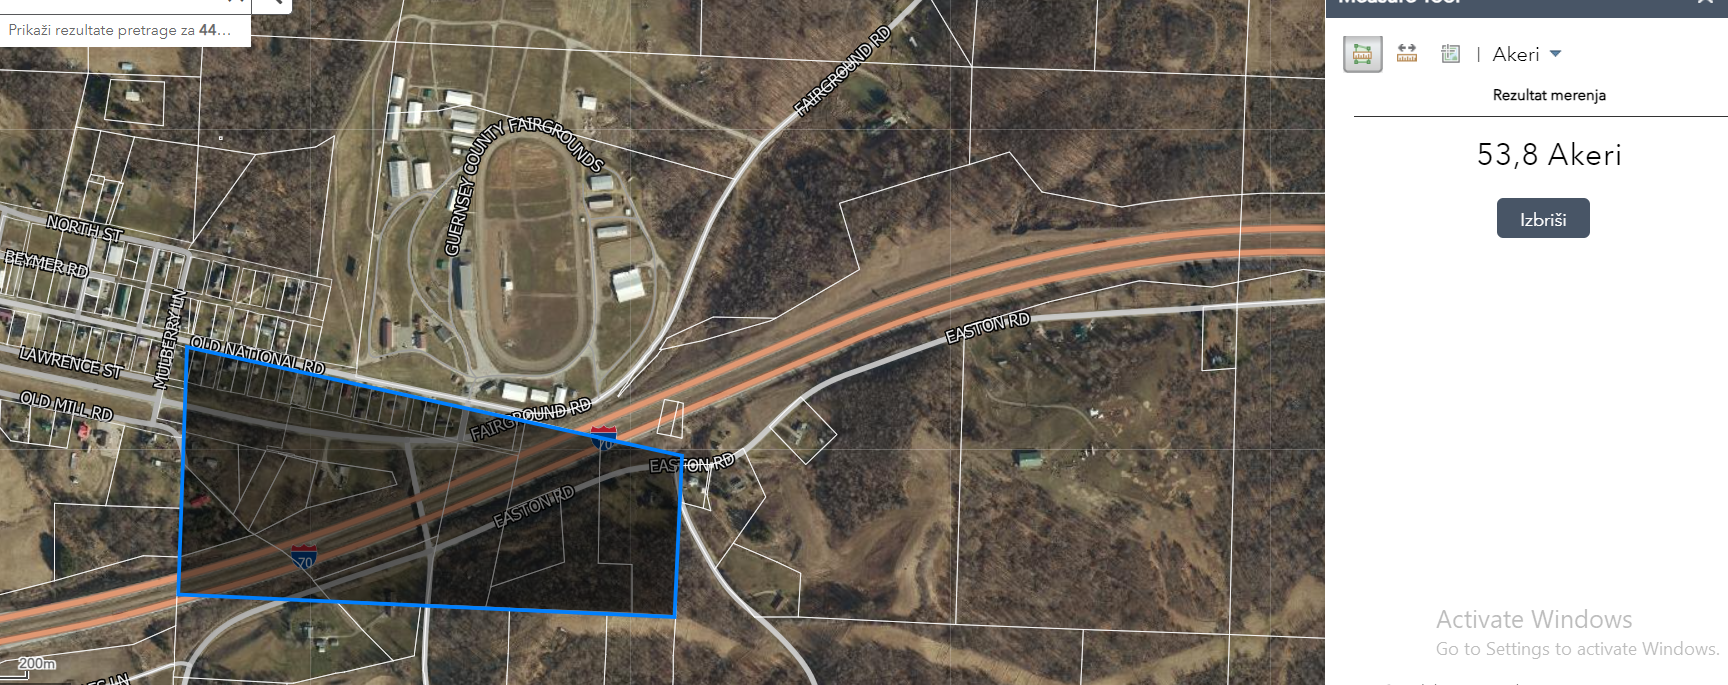 Prikaži rezultate pretrage za 44...
Measure Tool
Akeri
Rezultat merenja
53,8 Akeri
Izbriši
FAIRGROUND RD
GUERNSEY COUNTY FAIRGROUNDS
NORTH ST
BEYMER RD
MULBERRY LN
OLD NATIONAL RD
LAWRENCE ST
OLD MILL RD
FAIRGROUND RD
EASTON RD
70
EASTON RD
EASTON RD
70
200m
Activate Windows
Go to Settings to activate Windows.